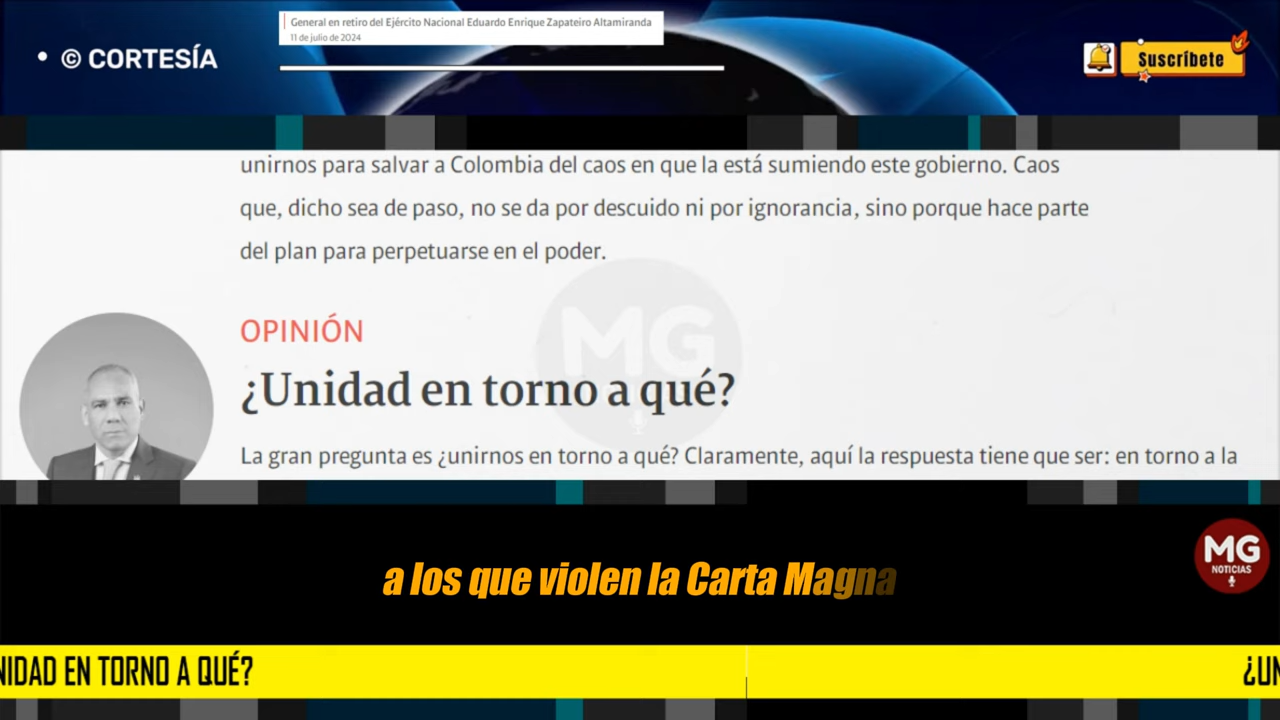 General en retiro del Ejército Nacional Eduardo Enrique Zapateiro Altamiranda
11 de julio de 2024
• © CORTESÍA
Suscríbete
unirnos para salvar a Colombia del caos en que la está sumiendo este gobierno. Caos
que, dicho sea de paso, no se da por descuido ni por ignorancia, sino porque hace parte
del plan para perpetuarse en el poder.
MG
OPINIÓN
¿Unidad en torno a qué?
La gran pregunta es ¿unirnos en torno a qué? Claramente, aquí la respuesta tiene que ser: en torno a la
a los que violen la Carta Magna
MG
NOTICIAS
NIDAD EN TORNO A QUÉ?
¿UN